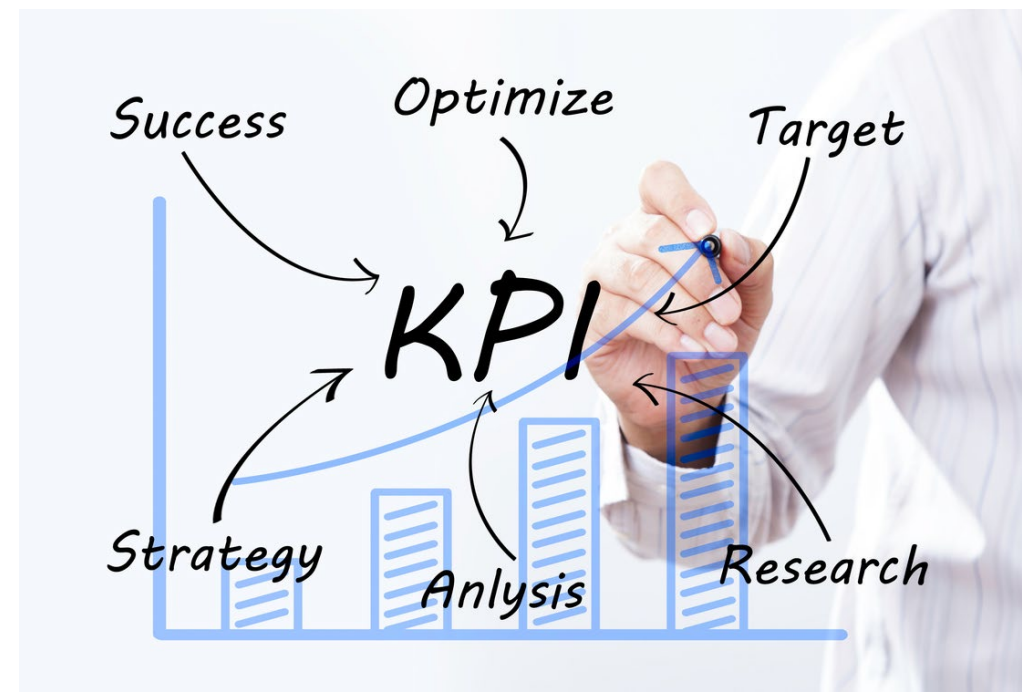 Optimize
Success
Target
KPI
Strategy
Anlysis
Research